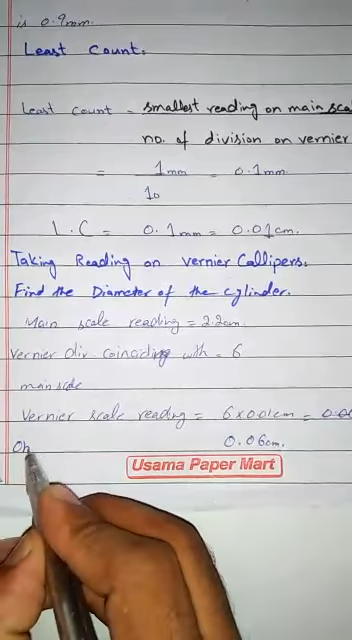 is 0.9mm.
Least Count.
Least Count = smallest reading on main sca
no. of division on vernier
= 1mm = 0.1mm
10
L.C = 0.1mm = 0.01cm.
Taking Reading on Vernier Callipers.
Find the Diameter of the cylinder.
Main scale reading = 2.2cm
Vernier div coinciding with = 6
main scale
Vernier scale reading = 6x0.01cm = 0.0
0.06cm.
Usama Paper Mart